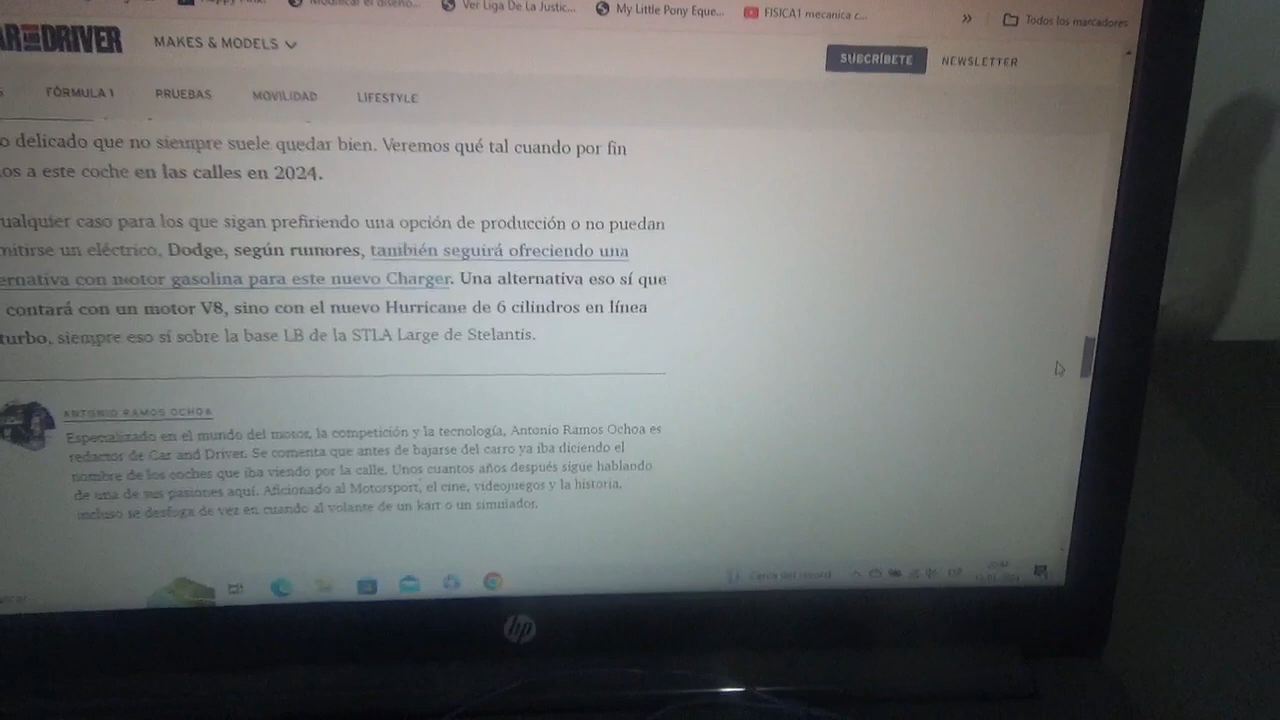 Modificar el diseño...
Ver Liga De La Justic...
My Little Pony Eque...
FISICA1 mecanica c...
»
Todos los marcadores
AR AND DRIVER
MAKES & MODELS
SUBCRÍBETE
NEWSLETTER
S
FÓRMULA 1
PRUEBAS
MOVILIDAD
LIFESTYLE
o delicado que no siempre suele quedar bien. Veremos qué tal cuando por fin
os a este coche en las calles en 2024.
ualquier caso para los que sigan prefiriendo una opción de producción o no puedan
mitirse un eléctrico, Dodge, según rumores, también seguirá ofreciendo una
ernativa con motor gasolina para este nuevo Charger. Una alternativa eso sí que
contará con un motor V8, sino con el nuevo Hurricane de 6 cilindros en línea
turbo, siempre eso sí sobre la base LB de la STLA Large de Stelantis.
ANTONIO RAMOS OCHOA
Especializado en el mundo del motor, la competición y la tecnología, Antonio Ramos Ochoa es
redactor de Car and Driver. Se comenta que antes de bajarse del carro ya iba diciendo el
nombre de los coches que iba viendo por la calle. Unos cuantos años después sigue hablando
de una de sus pasiones aquí. Aficionado al Motorsport, el cine, videojuegos y la historia,
incluso se desfoga de vez en cuando al volante de un kart o un simulador.
Cerca del récord
ESP
hp